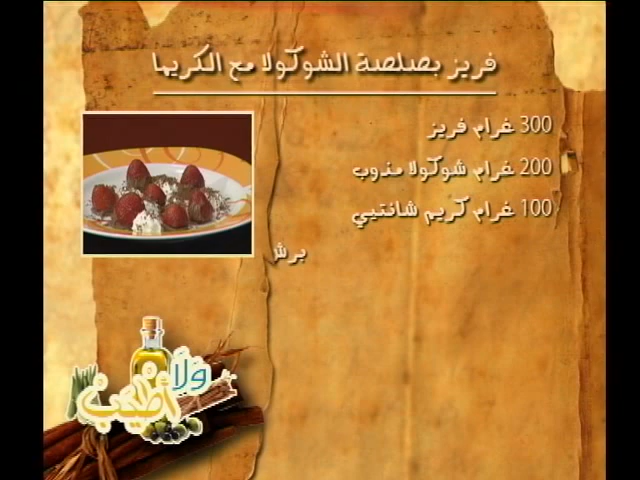 فريز بصلصة الشوكولا مع الكريما
300 غرام فريز
200 غرام شوكولا مذوب
100 غرام كريم شانتيي
برش
ولا أطيب